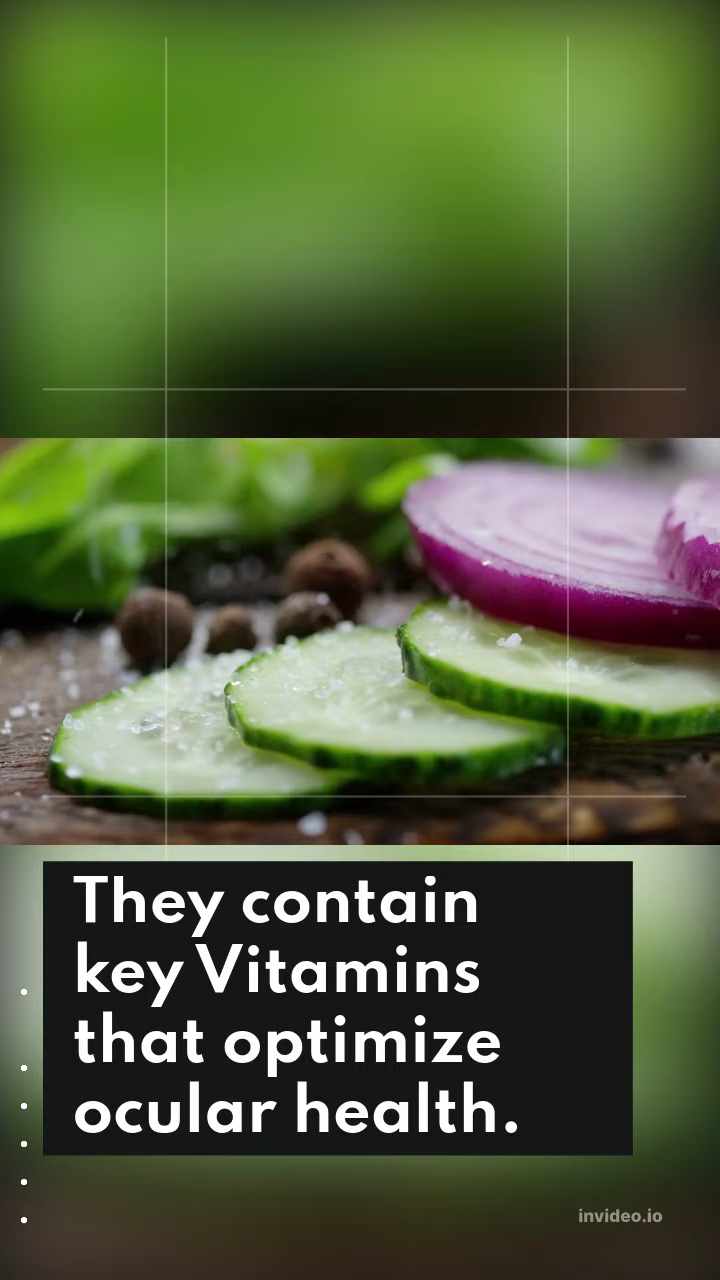 They contain
key Vitamins
that optimize
ocular health.
invideo.io